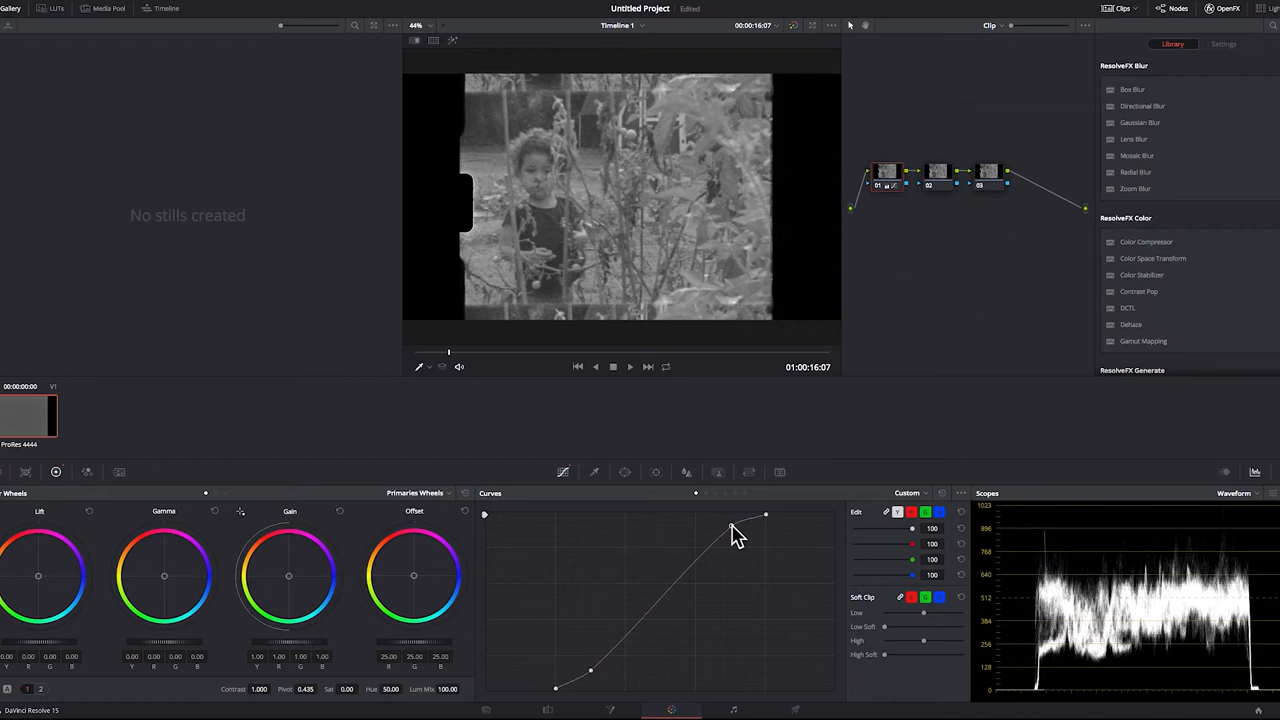 Gallery LUTs Media Pool Timeline Untitled Project Edited Clips Nodes OpenFX
44% Timeline 1 00:00:16:07 Clip
Library Settings
ResolveFX Blur
Box Blur
Directional Blur
Gaussian Blur
Lens Blur
Mosaic Blur
Radial Blur
Zoom Blur
01 02 03
No stills created
ResolveFX Color
Color Compressor
Color Space Transform
Color Stabilizer
Contrast Pop
DCTL
Dehaze
Gamut Mapping
01:00:16:07
ResolveFX Generate
00:00:00:00 V1
ProRes 4444
Wheels Primaries Wheels Curves Custom Scopes Waveform
Lift Gamma Gain Offset
Edit Y R G B
100
100
100
100
Soft Clip R G B
Low
Low Soft
High
High Soft
1023
896
768
640
512
384
256
128
0
0.00 0.00 0.00 0.00 0.00 0.00 0.00 1.00 1.00 1.00 1.00 25.00 25.00 25.00
Y R G B Y R G B Y R G B R G B
A 1 2 Contrast 1.000 Pivot 0.435 Sat 0.00 Hue 50.00 Lum Mix 100.00
DaVinci Resolve 15